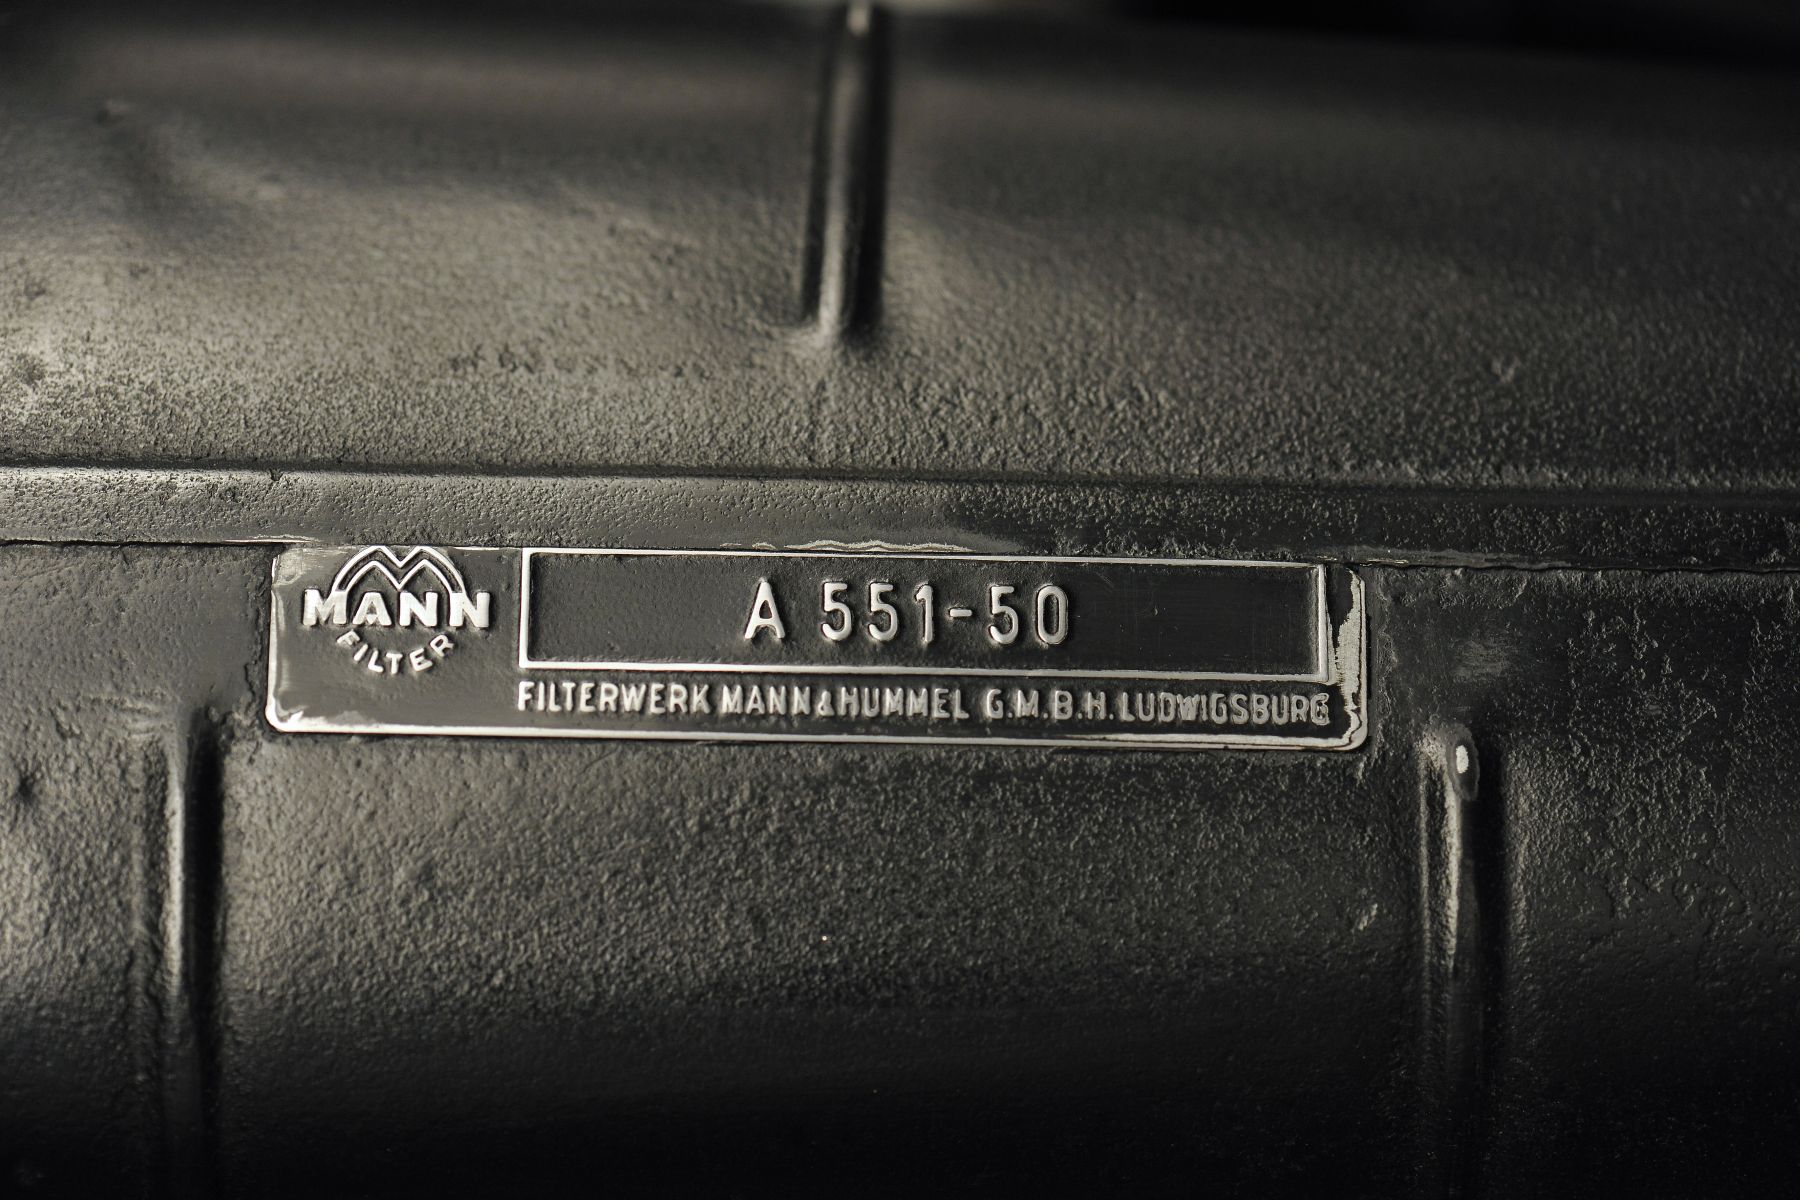 MANN
FILTER
A 551-50
FILTERWERK MANN & HUMMEL G.M.B.H. LUDWIGSBURG